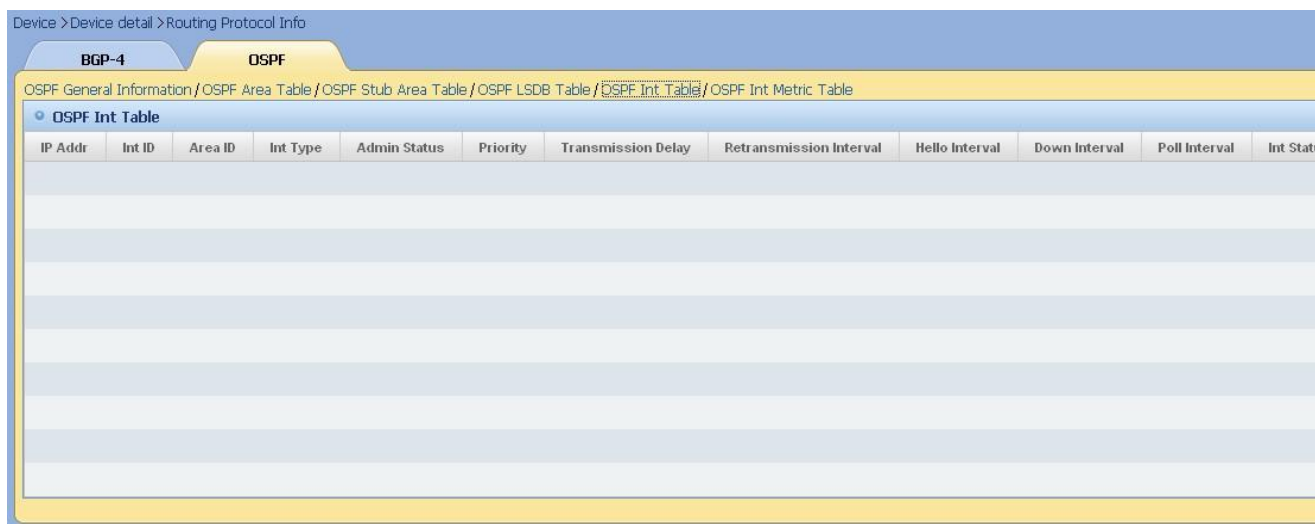 Device >Device detail >Routing Protocol Info
BGP-4 OSPF
OSPF General Information / OSPF Area Table / OSPF Stub Area Table / OSPF LSDB Table / OSPF Int Table / OSPF Int Metric Table
OSPF Int Table
IP Addr Int ID Area ID Int Type Admin Status Priority Transmission Delay Retransmission Interval Hello Interval Down Interval Poll Interval Int Stat